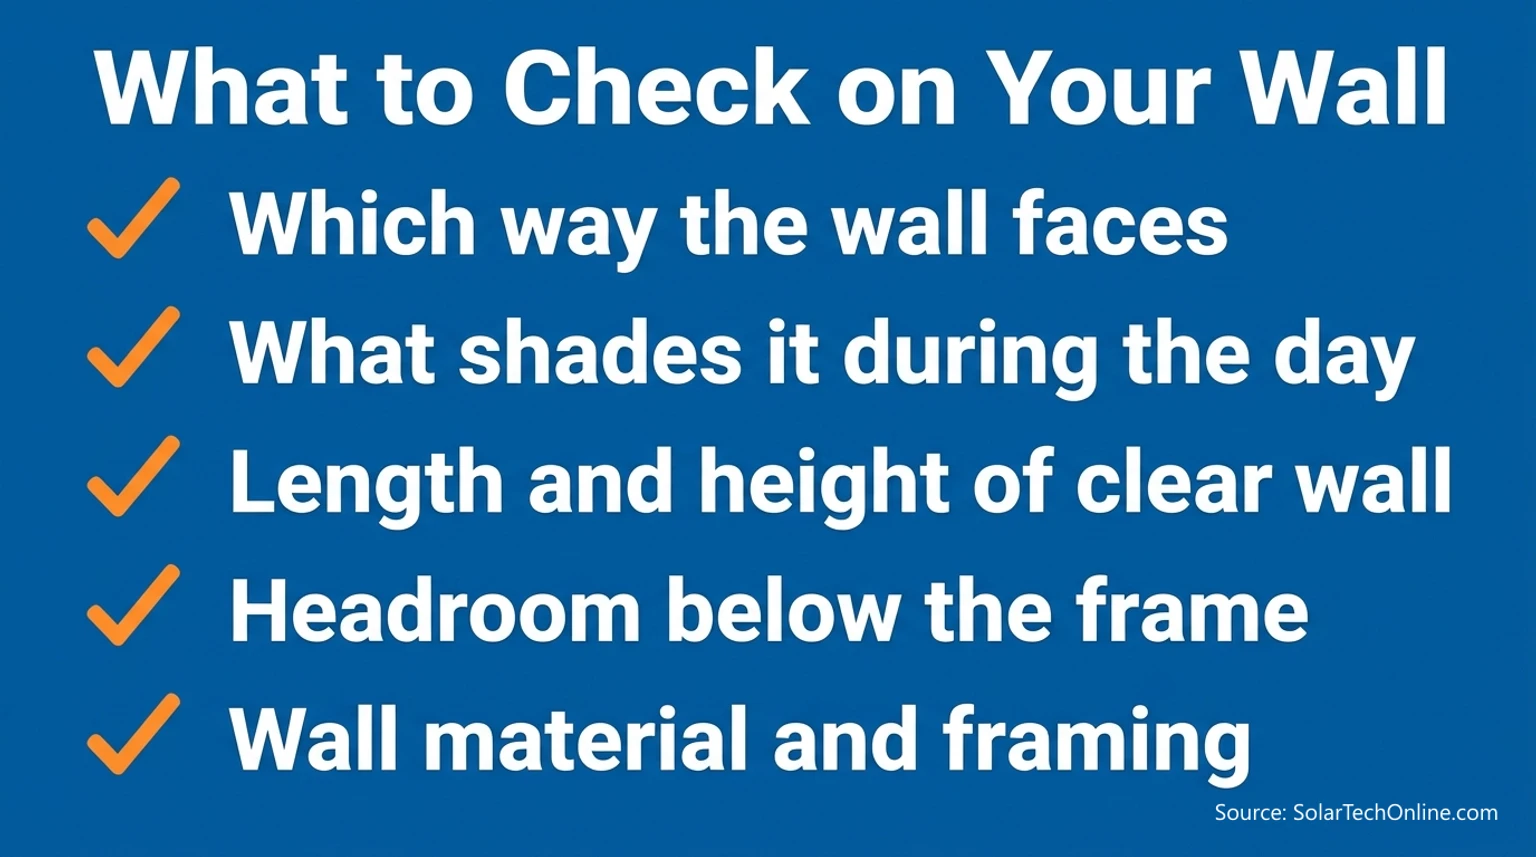 What to Check on Your Wall
Which way the wall faces
What shades it during the day
Length and height of clear wall
Headroom below the frame
Wall material and framing
Source: SolarTechOnline.com